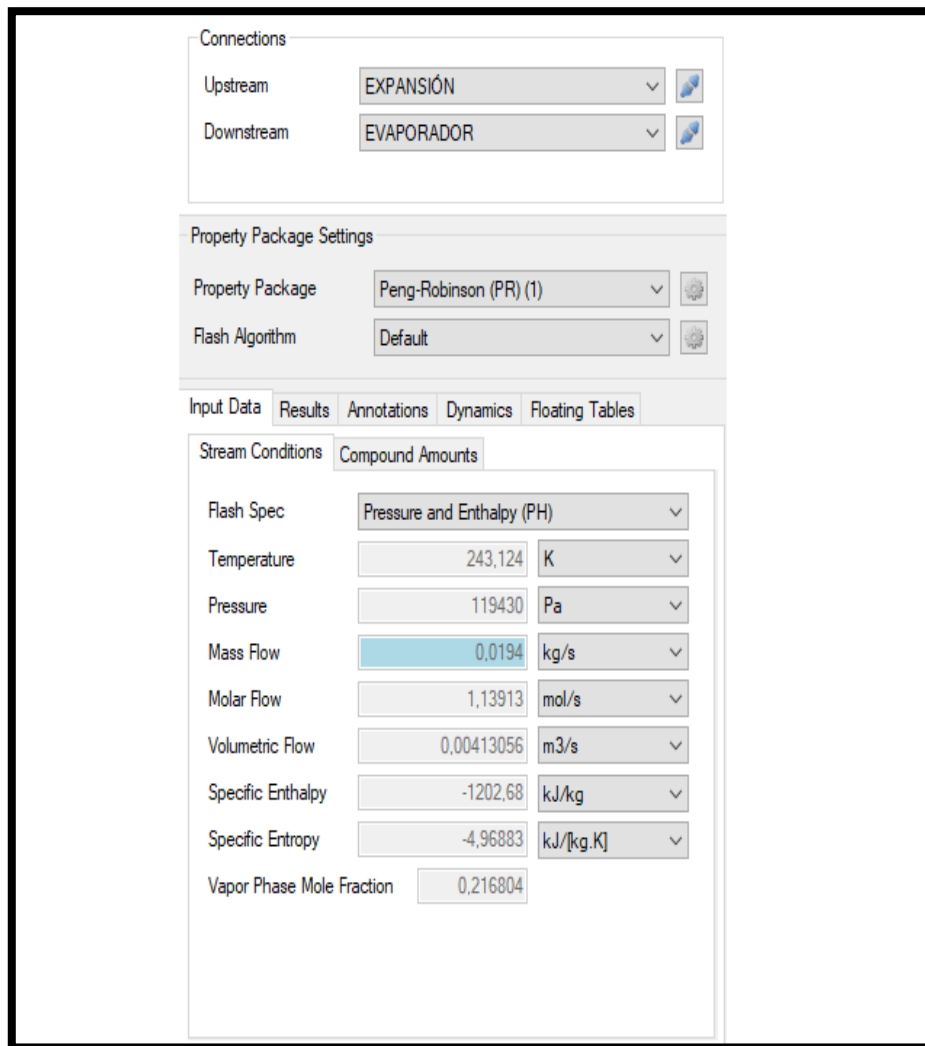 Connections
Upstream EXPANSIÓN
Downstream EVAPORADOR
Property Package Settings
Property Package Peng-Robinson (PR) (1)
Flash Algorithm Default
Input Data Results Annotations Dynamics Floating Tables
Stream Conditions Compound Amounts
Flash Spec Pressure and Enthalpy (PH)
Temperature 243,124 K
Pressure 119430 Pa
Mass Flow 0,0194 kg/s
Molar Flow 1,13913 mol/s
Volumetric Flow 0,00413056 m3/s
Specific Enthalpy -1202,68 kJ/kg
Specific Entropy -4,96883 kJ/[kg.K]
Vapor Phase Mole Fraction 0,216804